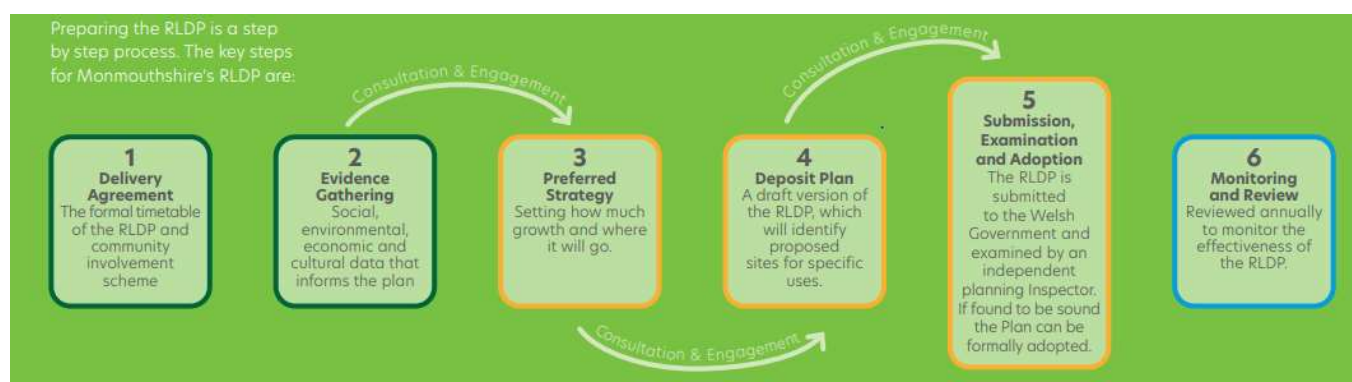 Preparing the RLDP is a step
by step process. The key steps
for Monmouthshire's RLDP are:
Consultation & Engagement
Consultation & Engagement
1
Delivery
Agreement
The formal timetable
of the RLDP and
community
involvement
scheme
2
Evidence
Gathering
Social,
environmental,
economic and
cultural data that
informs the plan
3
Preferred
Strategy
Setting how much
growth and where
it will go.
4
Deposit Plan
A draft version of
the RLDP, which
will identify
proposed
sites for specific
uses.
5
Submission,
Examination
and Adoption
The RLDP is
submitted
to the Welsh
Government and
examined by an
independent
planning Inspector.
If found to be sound
the Plan can be
formally adopted.
6
Monitoring
and Review
Reviewed annually
to monitor the
effectiveness of
the RLDP.
Consultation & Engagement